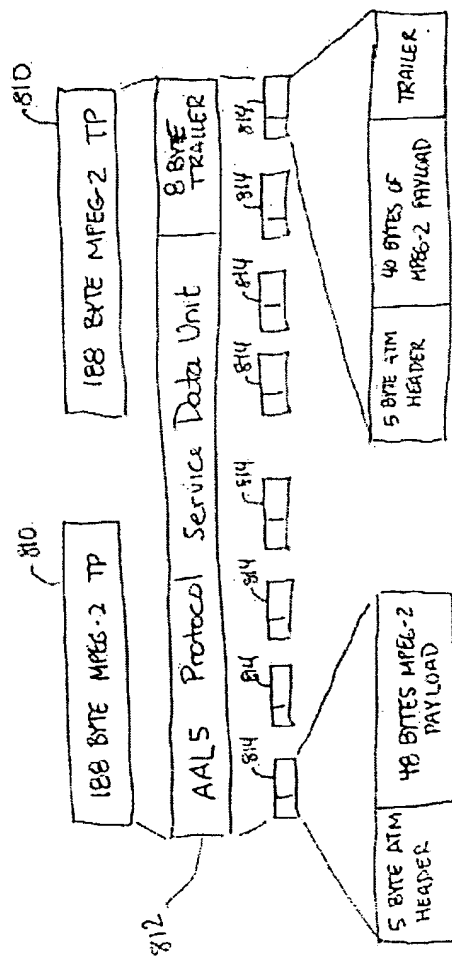 810
810
188 BYTE MPEG-2 TP
188 BYTE MPEG-2 TP
812
AAL5 Protocol Service Data Unit
8 BYTE
TRAILER
814
814
814
814
814
814
814
814
5 BYTE ATM
HEADER
48 BYTES MPEG-2
PAYLOAD
5 BYTE ATM
HEADER
40 BYTES OF
MPEG-2 PAYLOAD
TRAILER